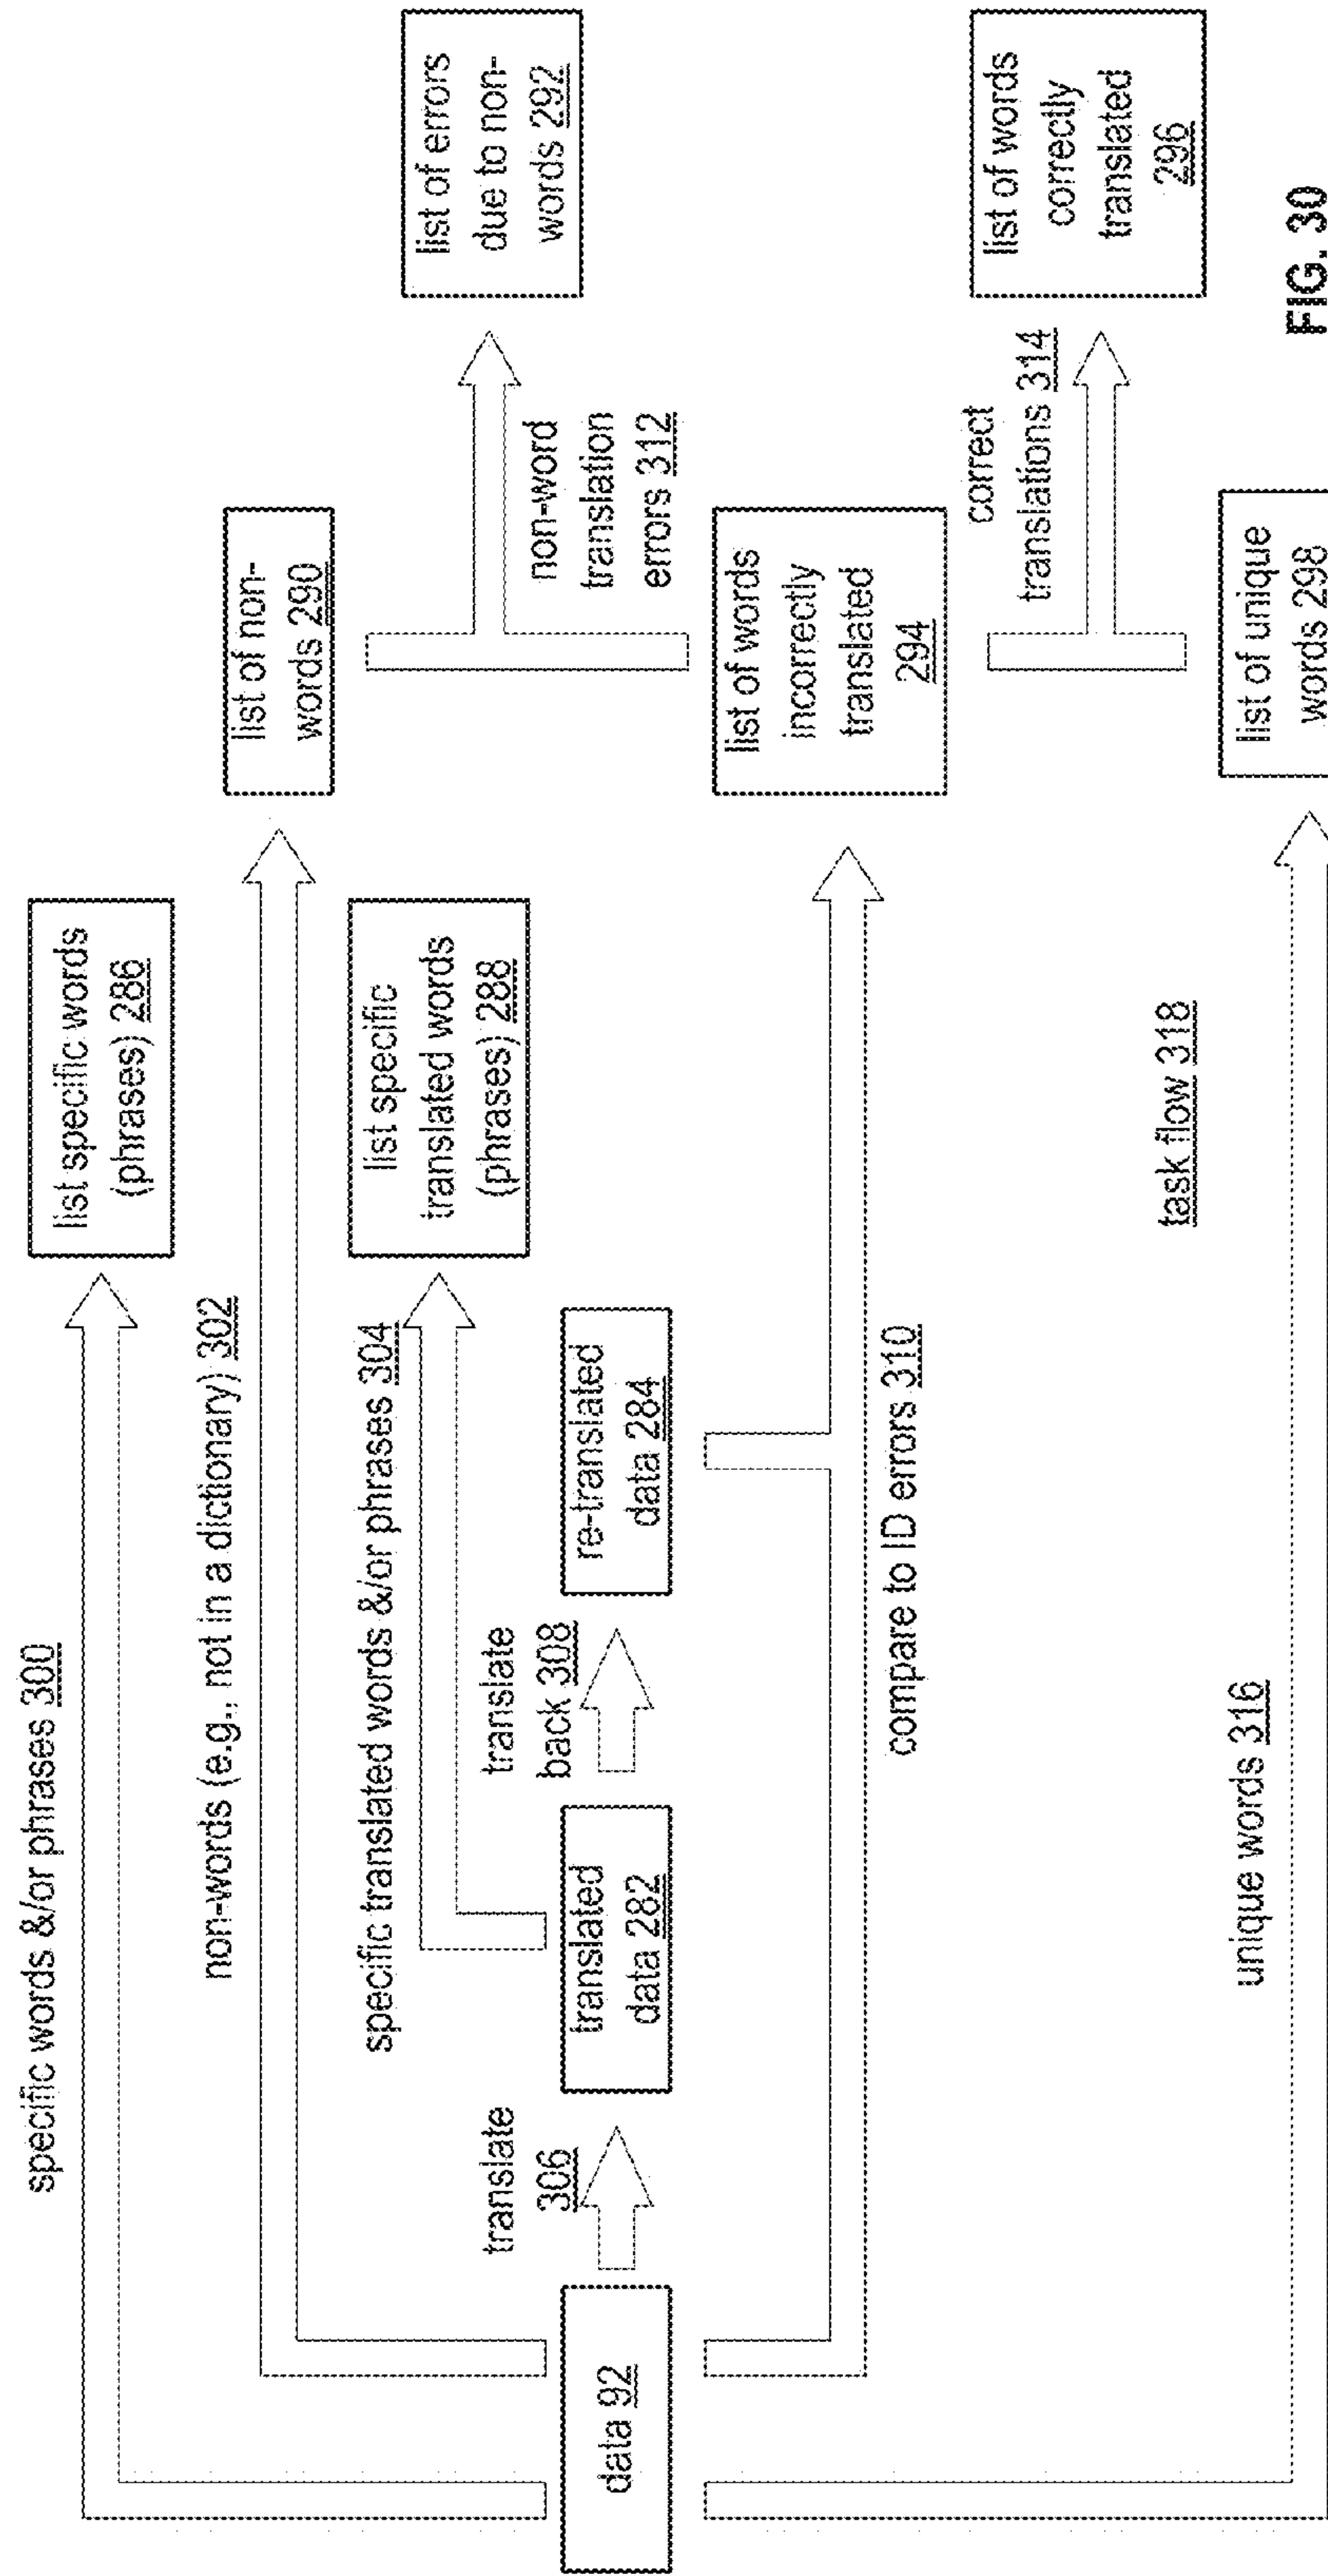 specific words &/or phrases 300
list specific words
(phrases) 286
non-words (e.g., not in a dictionary) 302
list of non-
words 290
specific translated words &/or phrases 304
list specific
translated words
(phrases) 288
list of errors
due to non-
words 292
non-word
translation
errors 312
translate
306
translate
back 308
data 92
translated
data 282
re-translated
data 284
compare to ID errors 310
list of words
incorrectly
translated
294
correct
translations 314
list of words
correctly
translated
296
task flow 318
unique words 316
list of unique
words 298
FIG. 30